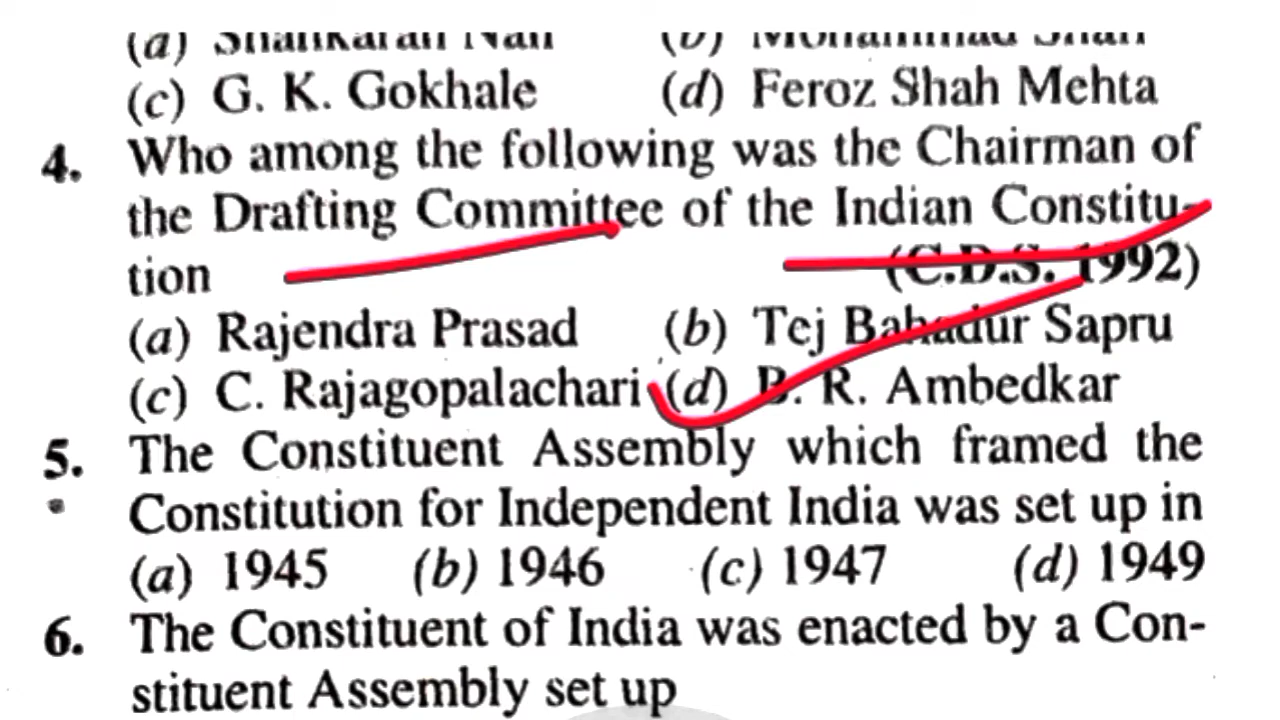 (c) G. K. Gokhale (d) Feroz Shah Mehta
4. Who among the following was the Chairman of
the Drafting Committee of the Indian Constitu-
tion (C.D.S. 1992)
(a) Rajendra Prasad (b) Tej Bahadur Sapru
(c) C. Rajagopalachari (d) B. R. Ambedkar
5. The Constituent Assembly which framed the
Constitution for Independent India was set up in
(a) 1945 (b) 1946 (c) 1947 (d) 1949
6. The Constituent of India was enacted by a Con-
stituent Assembly set up